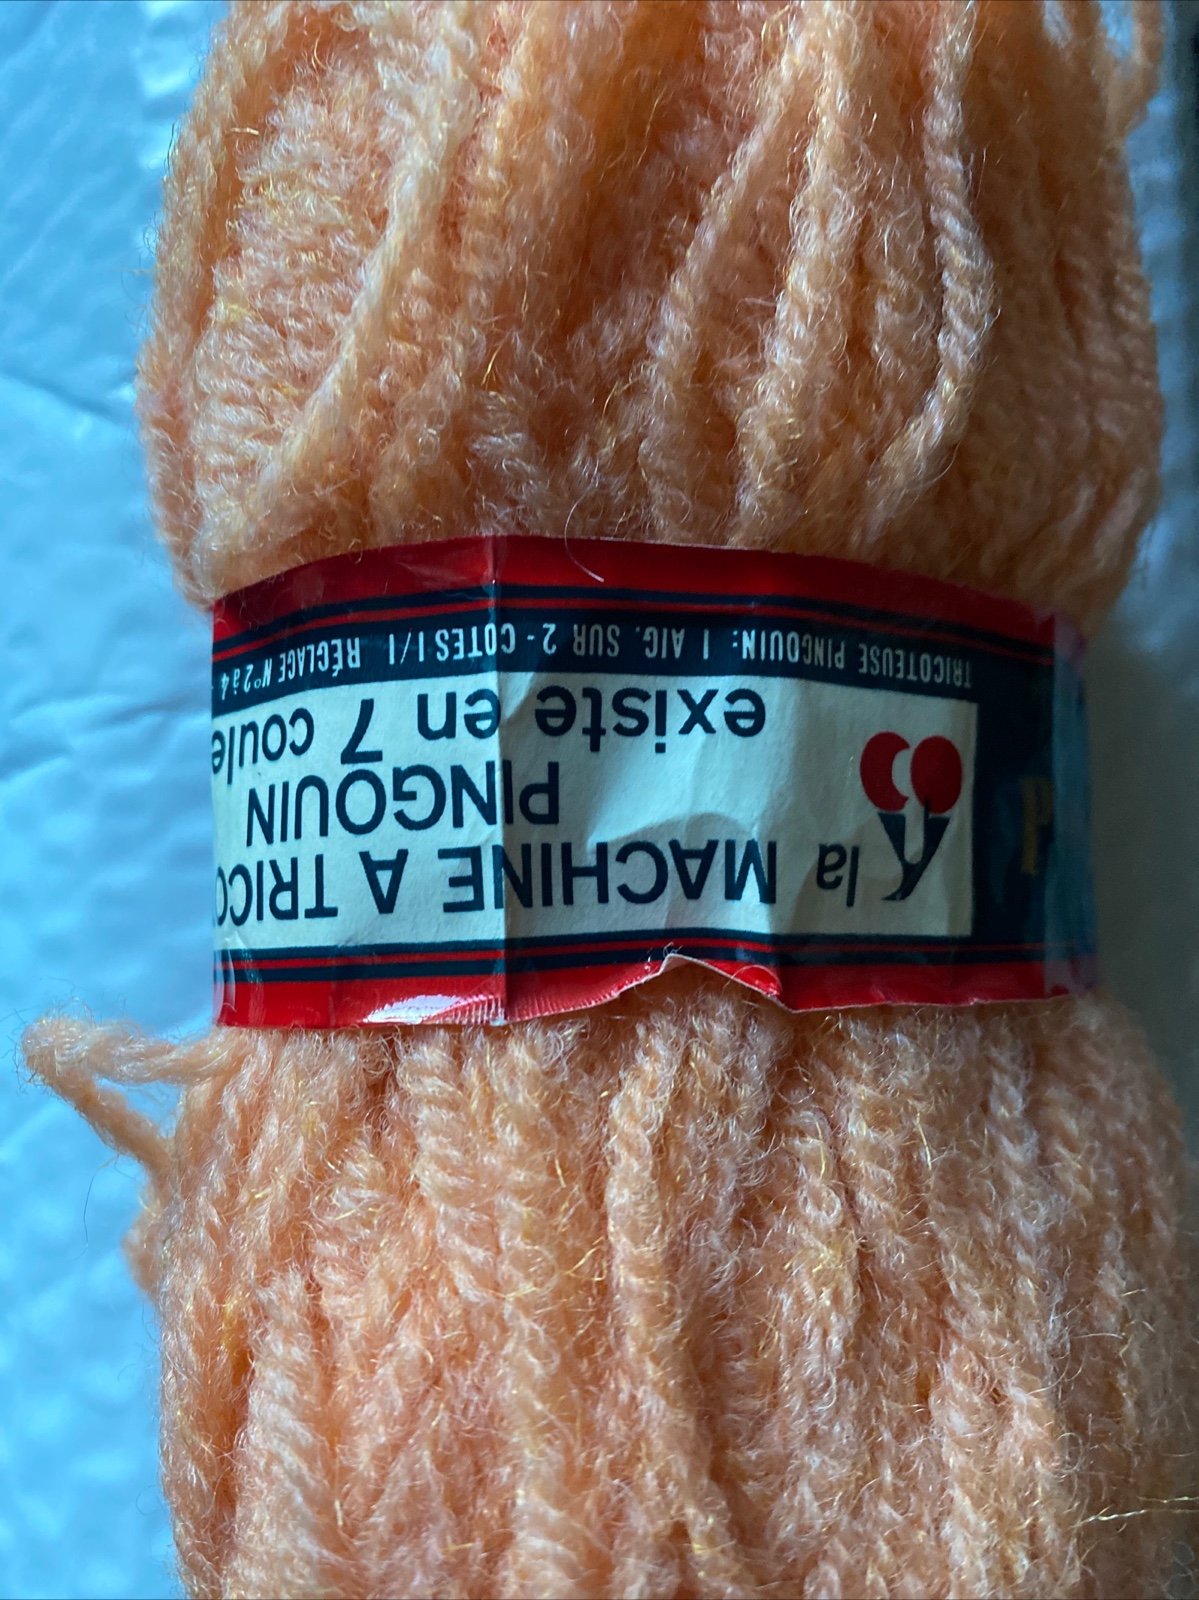 la MACHINE A TRICO
PINGOUIN
existe en 7 coule
TRICOTEUSE PINGOUIN: 1 AIG. SUR 2 - COTES 1/1 RÉGLAGE N° 2 à 4